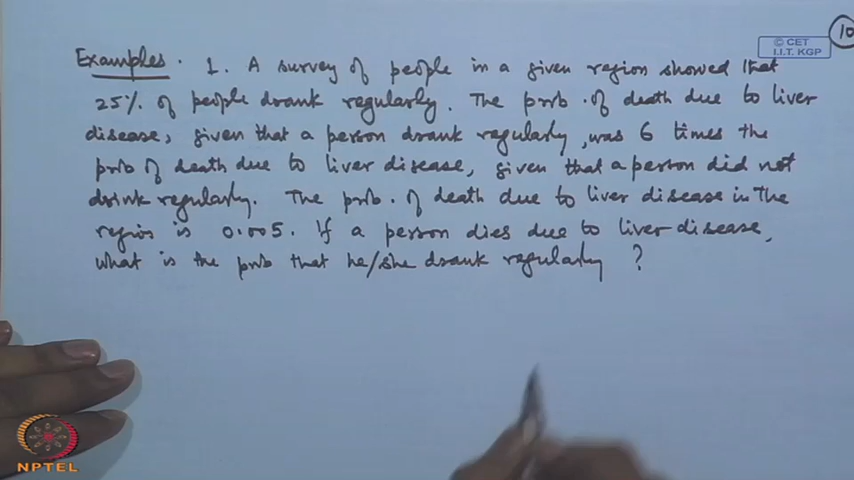 10
© CET
I.I.T. KGP
Examples. 1. A survey of people in a given region showed that
25% of people drank regularly. The prob. of death due to liver
disease, given that a person drank regularly, was 6 times the
prob of death due to liver disease, given that a person did not
drink regularly. The prob. of death due to liver disease in the
region is 0.005. If a person dies due to liver disease,
what is the prob that he/she drank regularly ?
NPTEL